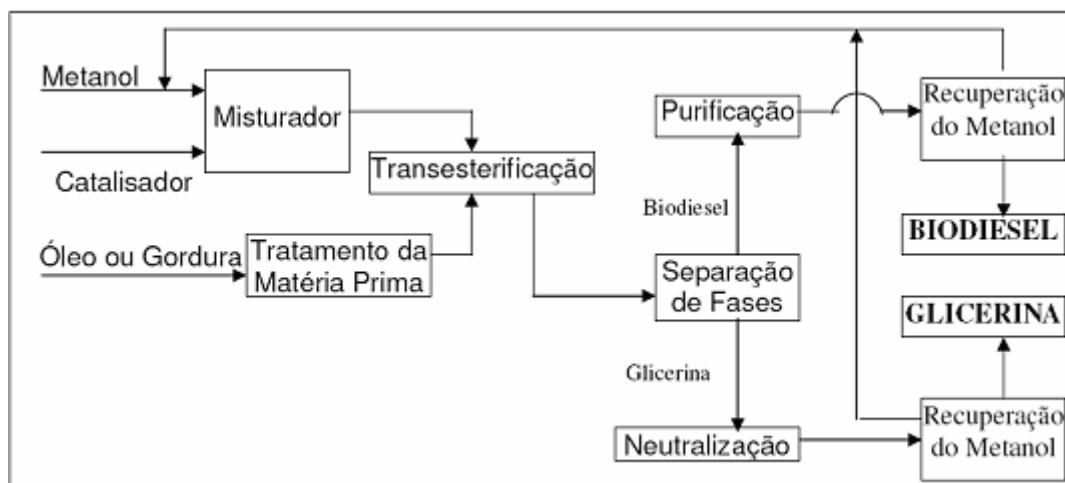 Metanol
Misturador
Catalisador
Óleo ou Gordura
Tratamento da
Matéria Prima
Transesterificação
Purificação
Biodiesel
Separação
de Fases
Glicerina
Neutralização
Recuperação
do Metanol
BIODIESEL
GLICERINA
Recuperação
do Metanol